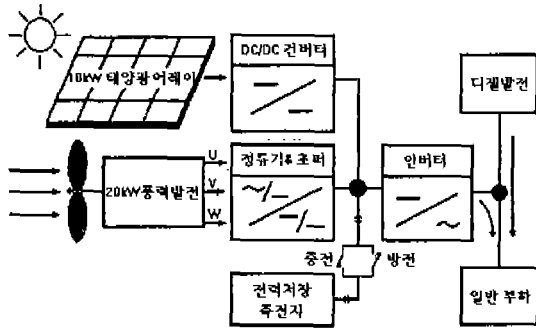 DC/DC 컨버터
10kW 태양광어레이
디젤발전
정류기&초퍼
인버터
20kW풍력발전
U
V
W
충전
방전
전력저장
축전지
일반 부하